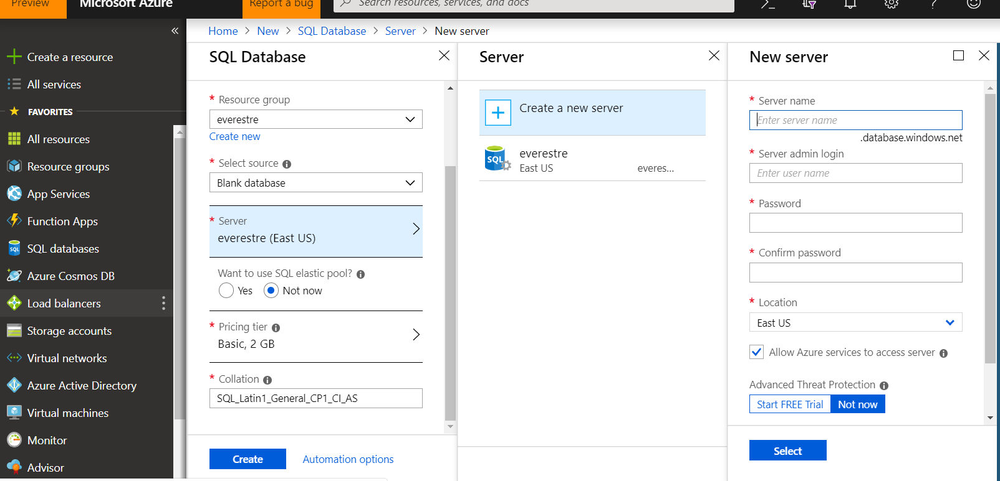 Preview
Microsoft Azure
Report a bug
Search resources, services, and docs
Home > New > SQL Database > Server > New server
Create a resource
All services
FAVORITES
All resources
Resource groups
App Services
Function Apps
SQL databases
Azure Cosmos DB
Load balancers
Storage accounts
Virtual networks
Azure Active Directory
Virtual machines
Monitor
Advisor
SQL Database
* Resource group
everestre
Create new
* Select source
Blank database
* Server
everestre (East US)
Want to use SQL elastic pool?
Yes Not now
* Pricing tier
Basic, 2 GB
* Collation
SQL_Latin1_General_CP1_CI_AS
Create Automation options
Server
Create a new server
SQL
everestre
East US everes...
New server
* Server name
Enter server name
.database.windows.net
* Server admin login
Enter user name
* Password
* Confirm password
* Location
East US
Allow Azure services to access server
Advanced Threat Protection
Start FREE Trial Not now
Select